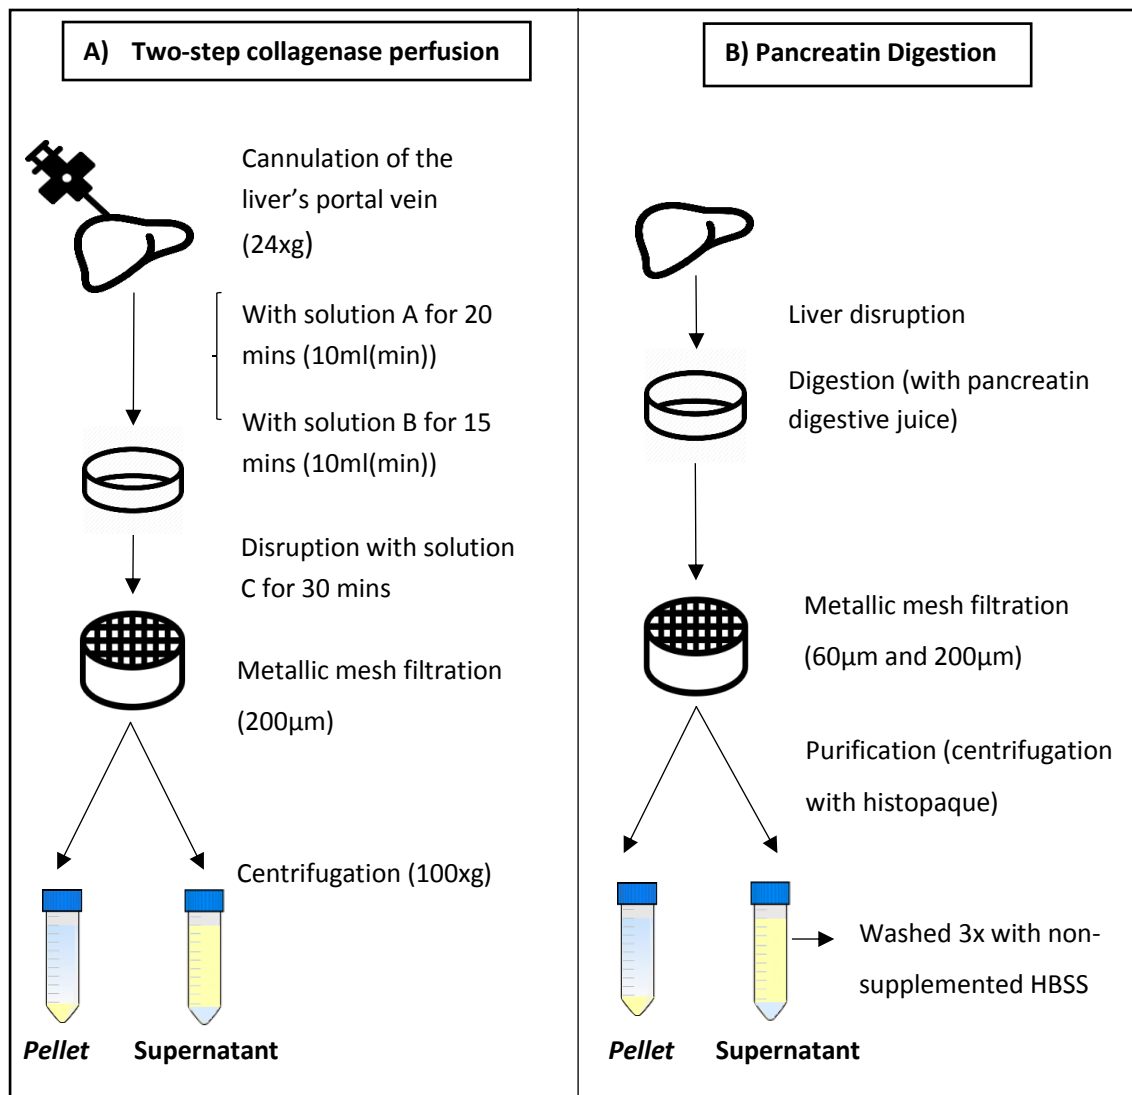 A) Two-step collagenase perfusion
Cannulation of the
liver’s portal vein
(24xg)
With solution A for 20
mins (10ml(min))
With solution B for 15
mins (10ml(min))
Disruption with solution
C for 30 mins
Metallic mesh filtration
(200µm)
Centrifugation (100xg)
Pellet
Supernatant
B) Pancreatin Digestion
Liver disruption
Digestion (with pancreatin
digestive juice)
Metallic mesh filtration
(60µm and 200µm)
Purification (centrifugation
with histopaque)
Washed 3x with non-
supplemented HBSS
Pellet
Supernatant